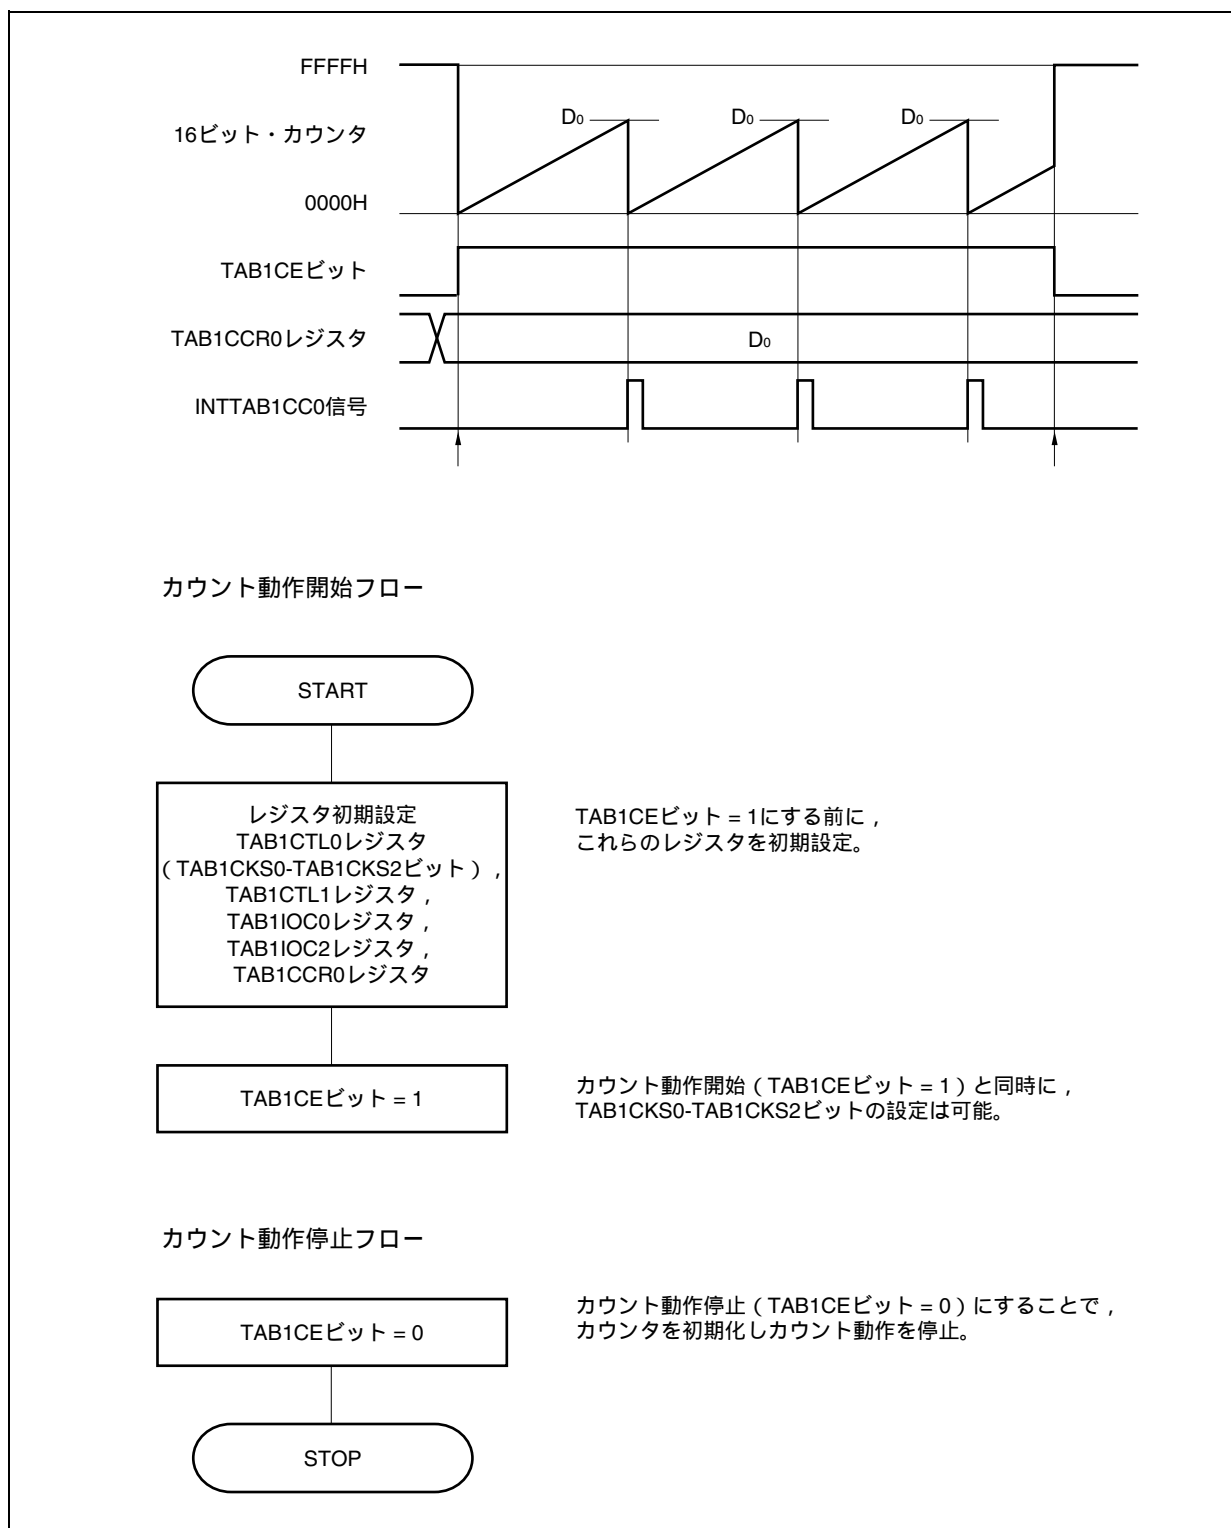 FFFFH
D0 D0 D0
16ビット・カウンタ
0000H
TAB1CEビット
TAB1CCR0レジスタ
D0
INTTAB1CC0信号
カウント動作開始フロー
START
レジスタ初期設定
TAB1CTL0レジスタ
（TAB1CKS0-TAB1CKS2ビット），
TAB1CTL1レジスタ，
TAB1IOC0レジスタ，
TAB1IOC2レジスタ，
TAB1CCR0レジスタ
TAB1CEビット = 1にする前に，
これらのレジスタを初期設定。
TAB1CEビット = 1
カウント動作開始（TAB1CEビット = 1）と同時に，
TAB1CKS0-TAB1CKS2ビットの設定は可能。
カウント動作停止フロー
TAB1CEビット = 0
カウント動作停止（TAB1CEビット = 0）にすることで，
カウンタを初期化しカウント動作を停止。
STOP